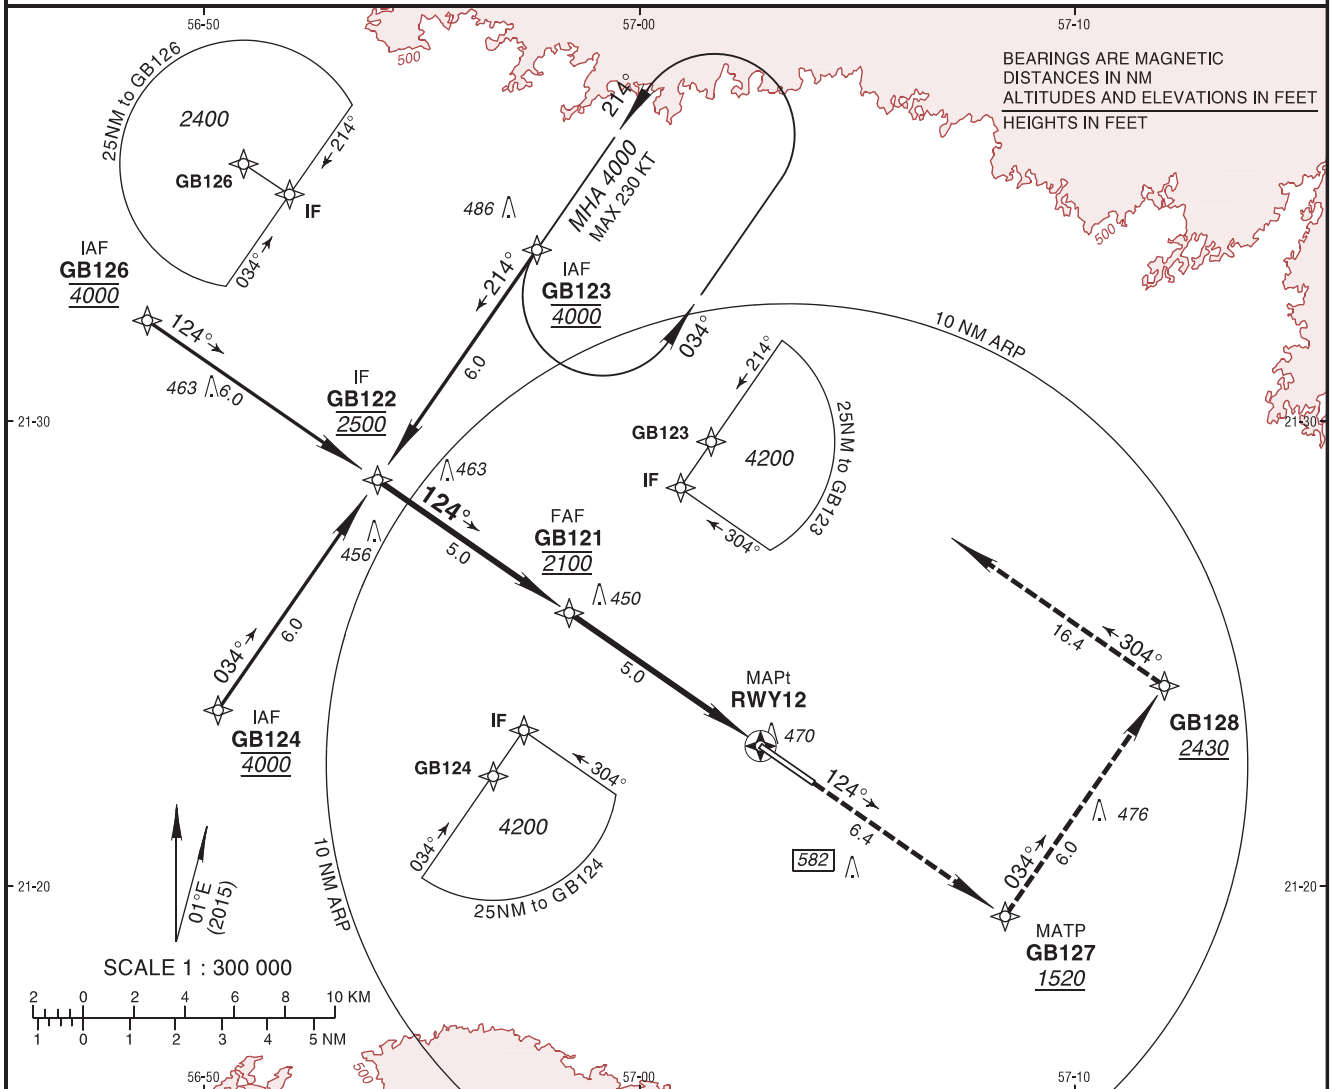 56-50
57-00
57-10
500
BEARINGS ARE MAGNETIC
DISTANCES IN NM
ALTITUDES AND ELEVATIONS IN FEET
HEIGHTS IN FEET
25NM to GB126
2400
←214°
GB126
IF
034°→
214°
MHA 4000
MAX 230 KT
486
500
IAF
GB126
4000
←214°
IAF
GB123
4000
124°→
034°
10 NM ARP
6.0
463
6.0
IF
GB122
2500
←214°
GB123
4200
IF
25NM to GB123
←304°
21-30
21-30
463
124°→
5.0
456
FAF
GB121
2100
450
034°→
6.0
5.0
16.4
←304°
MAPt
RWY12
470
IAF
GB124
4000
IF
GB124
←304°
034°→
4200
25NM to GB124
GB128
2430
124°→
6.4
476
582
034°→
6.0
21-20
21-20
01°E
(2015)
10 NM ARP
MATP
GB127
1520
SCALE 1 : 300 000
2 0 2 4 6 8 10 KM
1 0 1 2 3 4 5 NM
500
56-50
57-00
57-10